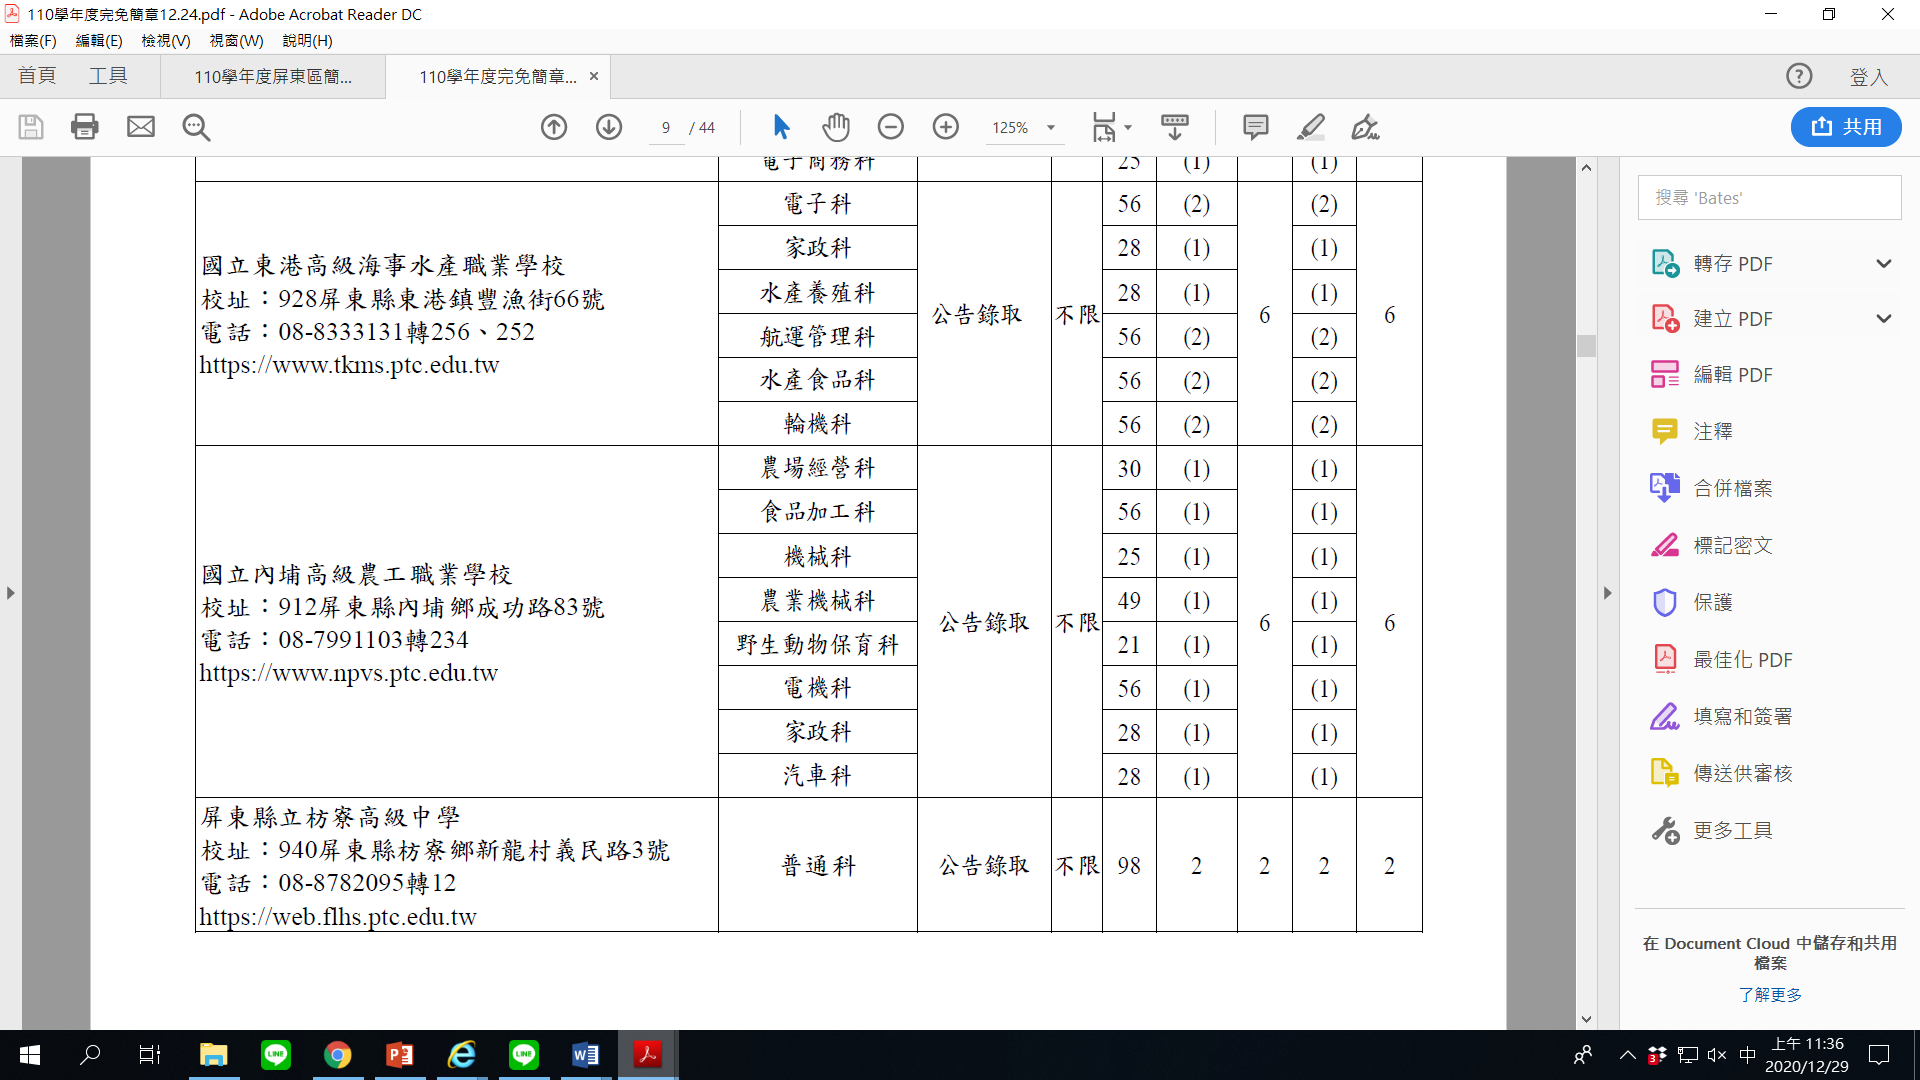 110學年度完免簡章12.24.pdf - Adobe Acrobat Reader DC
檔案(F) 編輯(E) 檢視(V) 視窗(W) 說明(H)
首頁 工具 110學年度屏東區簡... 110學年度完免簡章... × ? 登入
9 / 44 125% 共用
電子商務科 25 (1) (1)
國立東港高級海事水產職業學校
校址：928屏東縣東港鎮豐漁街66號
電話：08-8333131轉256、252
https://www.tkms.ptc.edu.tw
電子科 56 (2) (2)
家政科 28 (1) (1)
水產養殖科 28 (1) (1)
公告錄取 不限 6 6
航運管理科 56 (2) (2)
水產食品科 56 (2) (2)
輪機科 56 (2) (2)
國立內埔高級農工職業學校
校址：912屏東縣內埔鄉成功路83號
電話：08-7991103轉234
https://www.npvs.ptc.edu.tw
農場經營科 30 (1) (1)
食品加工科 56 (1) (1)
機械科 25 (1) (1)
農業機械科 49 (1) (1)
公告錄取 不限 6 6
野生動物保育科 21 (1) (1)
電機科 56 (1) (1)
家政科 28 (1) (1)
汽車科 28 (1) (1)
屏東縣立枋寮高級中學
校址：940屏東縣枋寮鄉新龍村義民路3號
電話：08-8782095轉12
https://web.flhs.ptc.edu.tw
普通科 公告錄取 不限 98 2 2 2 2
搜尋 'Bates'
轉存 PDF
建立 PDF
編輯 PDF
注釋
合併檔案
標記密文
保護
最佳化 PDF
填寫和簽署
傳送供審核
更多工具
在 Document Cloud 中儲存和共用
檔案
了解更多
LINE LINE 3 中
上午 11:36
2020/12/29